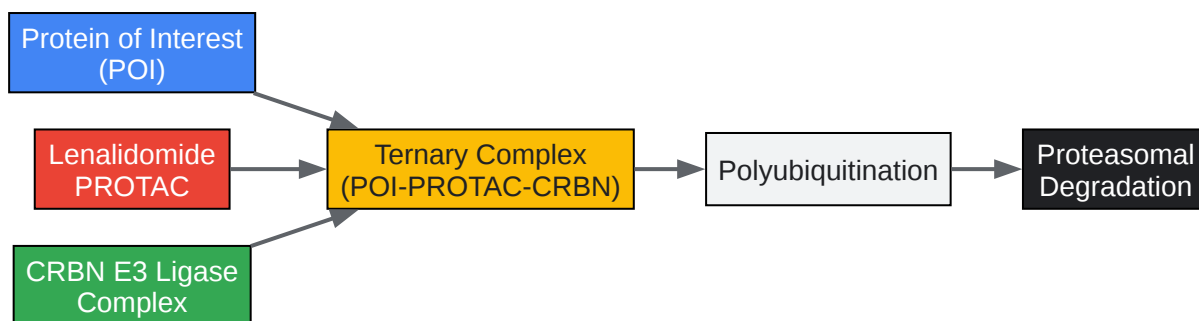 Protein of Interest
(POI)
Lenalidomide
PROTAC
CRBN E3 Ligase
Complex
Ternary Complex
(POI-PROTAC-CRBN)
Polyubiquitination
Proteasomal
Degradation